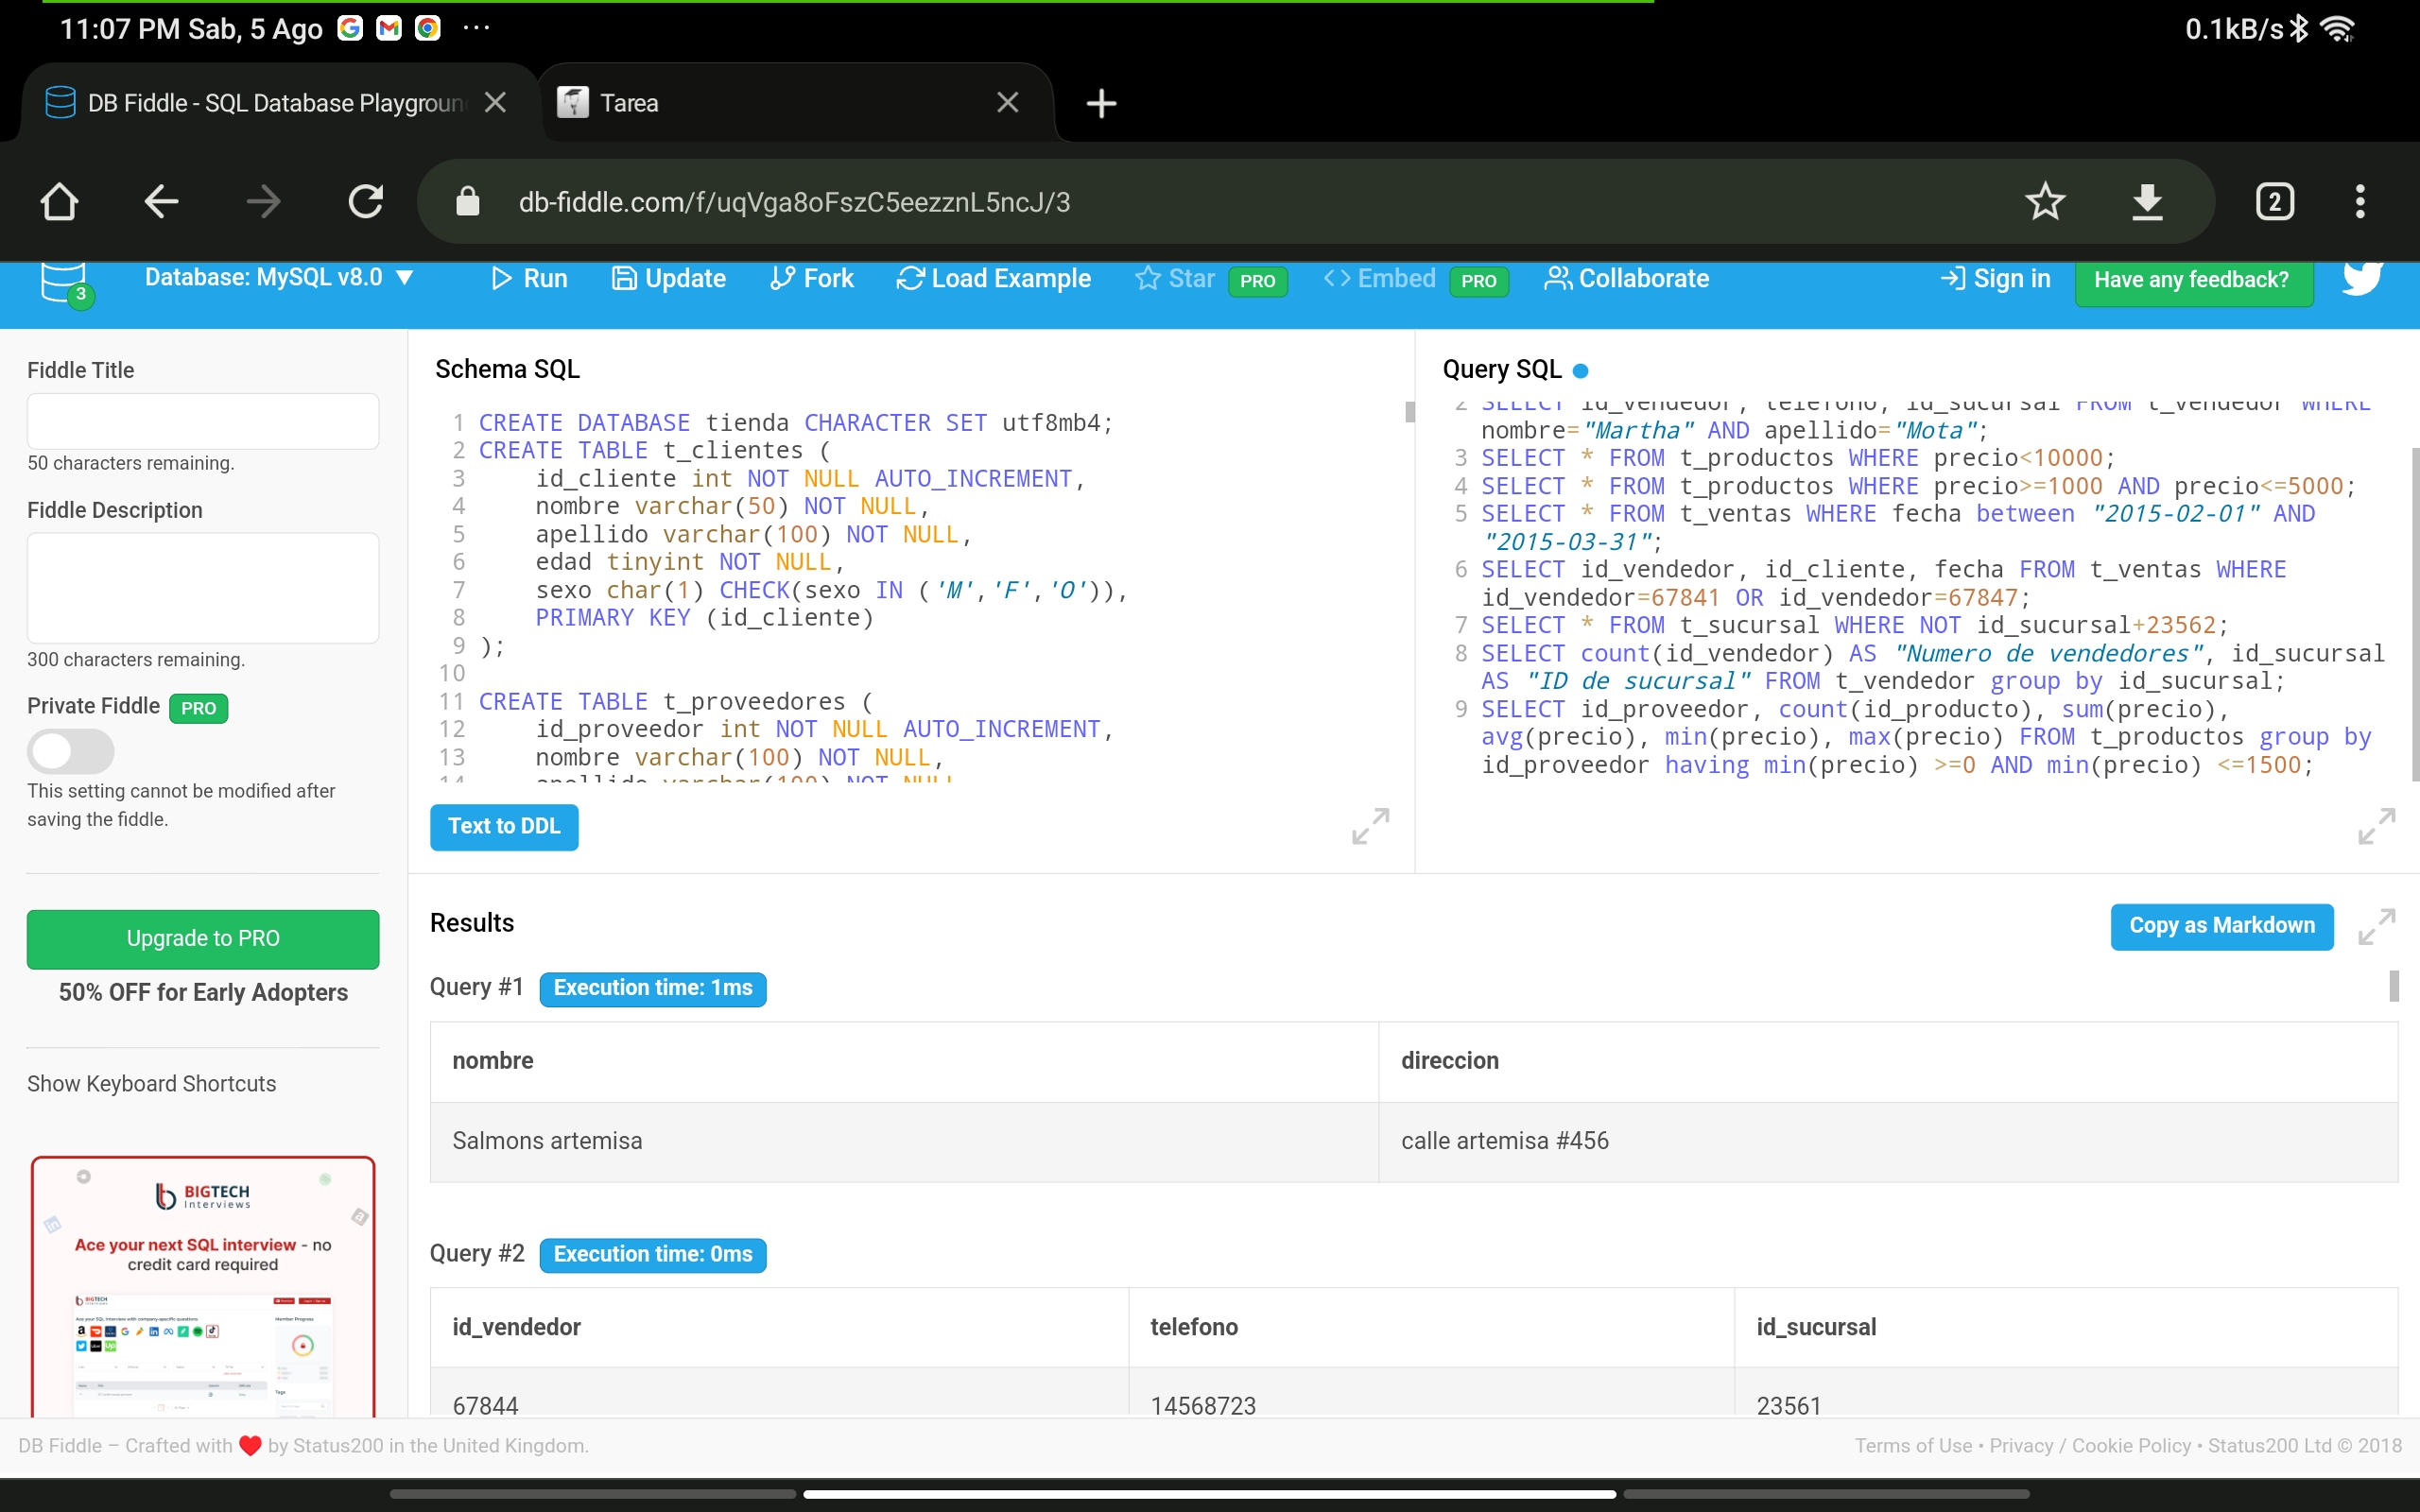 11:07 PM Sab, 5 Ago ···
0.1kB/s
DB Fiddle - SQL Database Playgroun
Tarea
db-fiddle.com/f/uqVga8oFszC5eezznL5ncJ/3
2
3
Database: MySQL v8.0 ▼
Run
Update
Fork
Load Example
Star PRO
Embed PRO
Collaborate
Sign in
Have any feedback?
Fiddle Title
50 characters remaining.
Fiddle Description
300 characters remaining.
Private Fiddle PRO
This setting cannot be modified after
saving the fiddle.
Upgrade to PRO
50% OFF for Early Adopters
Show Keyboard Shortcuts
BIGTECH
Interviews
Ace your next SQL interview - no
credit card required
Schema SQL
1 CREATE DATABASE tienda CHARACTER SET utf8mb4;
2 CREATE TABLE t_clientes (
3 id_cliente int NOT NULL AUTO_INCREMENT,
4 nombre varchar(50) NOT NULL,
5 apellido varchar(100) NOT NULL,
6 edad tinyint NOT NULL,
7 sexo char(1) CHECK(sexo IN ('M','F','O')),
8 PRIMARY KEY (id_cliente)
9 );
10
11 CREATE TABLE t_proveedores (
12 id_proveedor int NOT NULL AUTO_INCREMENT,
13 nombre varchar(100) NOT NULL,
14 apellido varchar(100) NOT NULL
Text to DDL
Query SQL
2 SELECT id_vendedor, telefono, id_sucursal FROM t_vendedor WHERE
nombre="Martha" AND apellido="Mota";
3 SELECT * FROM t_productos WHERE precio<10000;
4 SELECT * FROM t_productos WHERE precio>=1000 AND precio<=5000;
5 SELECT * FROM t_ventas WHERE fecha between "2015-02-01" AND
"2015-03-31";
6 SELECT id_vendedor, id_cliente, fecha FROM t_ventas WHERE
id_vendedor=67841 OR id_vendedor=67847;
7 SELECT * FROM t_sucursal WHERE NOT id_sucursal+23562;
8 SELECT count(id_vendedor) AS "Numero de vendedores", id_sucursal
AS "ID de sucursal" FROM t_vendedor group by id_sucursal;
9 SELECT id_proveedor, count(id_producto), sum(precio),
avg(precio), min(precio), max(precio) FROM t_productos group by
id_proveedor having min(precio) >=0 AND min(precio) <=1500;
Results
Copy as Markdown
Query #1 Execution time: 1ms
nombre direccion
Salmons artemisa calle artemisa #456
Query #2 Execution time: 0ms
id_vendedor telefono id_sucursal
67844 14568723 23561
DB Fiddle – Crafted with ❤ by Status200 in the United Kingdom.
Terms of Use • Privacy / Cookie Policy • Status200 Ltd © 2018